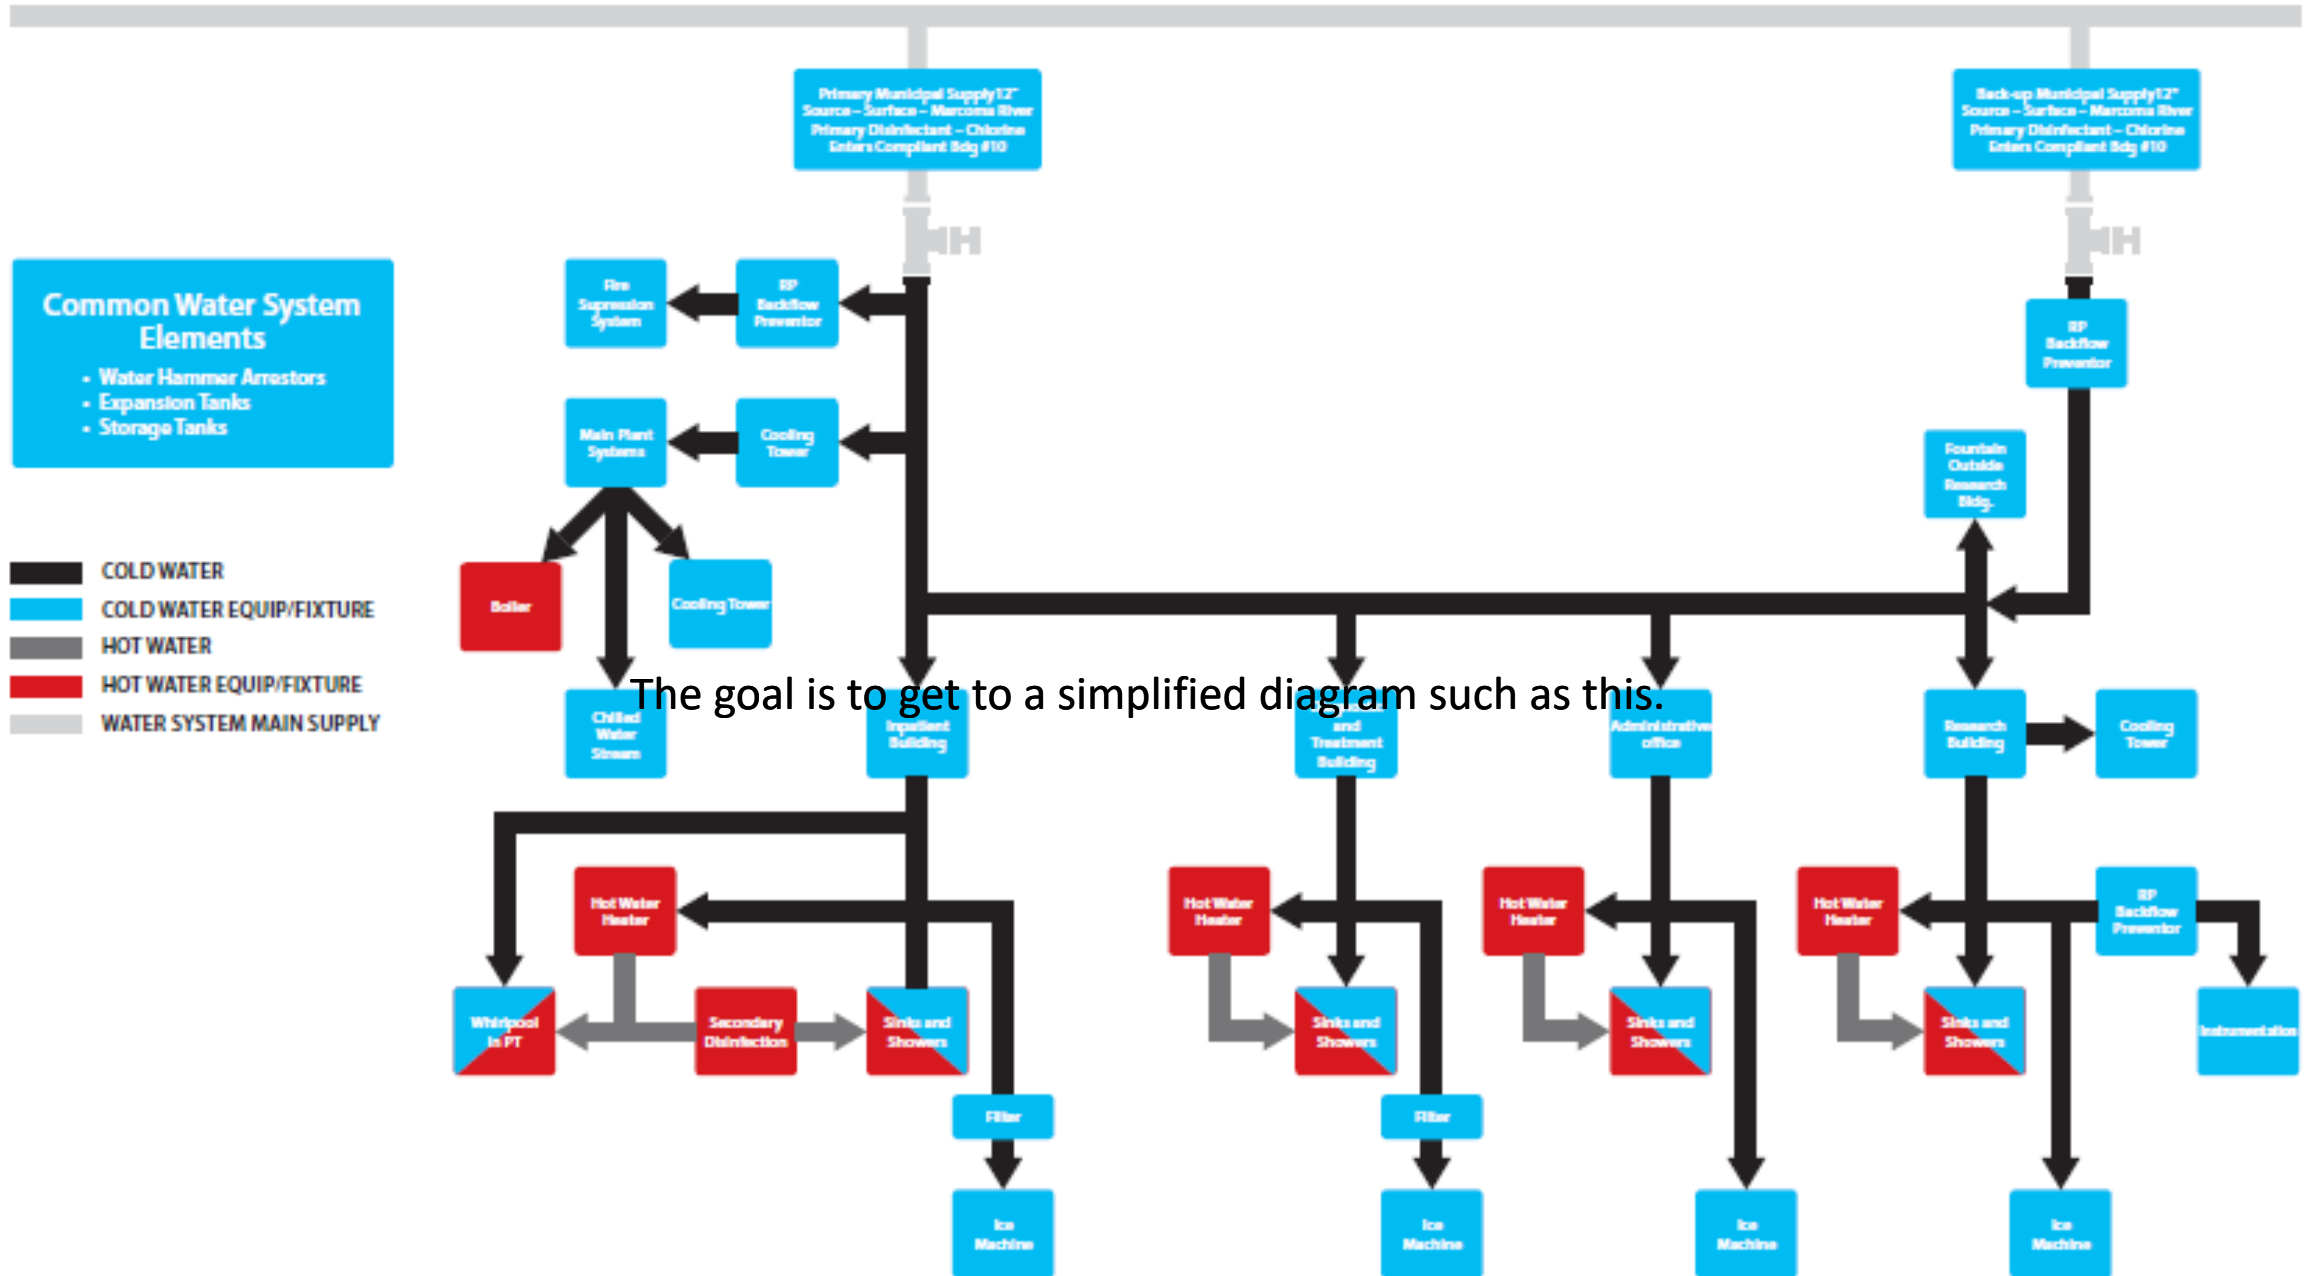 Primary Municipal Supply 12"
Source – Surface – Marcoma River
Primary Disinfectant – Chlorine
Enters Compliant Bdg #10
Back-up Municipal Supply 12"
Source – Surface – Marcoma River
Primary Disinfectant – Chlorine
Enters Compliant Bdg #10
Common Water System
Elements
- Water Hammer Arrestors
- Expansion Tanks
- Storage Tanks
Fire
Supression
System
RP
Backflow
Preventor
RP
Backflow
Preventor
Main Plant
Systems
Cooling
Tower
Fountain
Outside
Research
Bldg.
COLD WATER
COLD WATER EQUIP/FIXTURE
HOT WATER
HOT WATER EQUIP/FIXTURE
WATER SYSTEM MAIN SUPPLY
Boiler
Cooling Tower
The goal is to get to a simplified diagram such as this.
Chilled
Water
Stream
Inpatient
Building
and
Treatment
Building
Administrative
office
Research
Building
Cooling
Tower
Hot Water
Heater
Hot Water
Heater
Hot Water
Heater
Hot Water
Heater
RP
Backflow
Preventor
Whirlpool
in PT
Secondary
Disinfection
Sinks and
Showers
Sinks and
Showers
Sinks and
Showers
Sinks and
Showers
Instrumentation
Filter
Filter
Ice
Machine
Ice
Machine
Ice
Machine
Ice
Machine